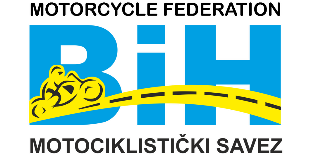 MOTORCYCLE FEDERATION
BiH
MOTOCIKLISTIČKI SAVEZ